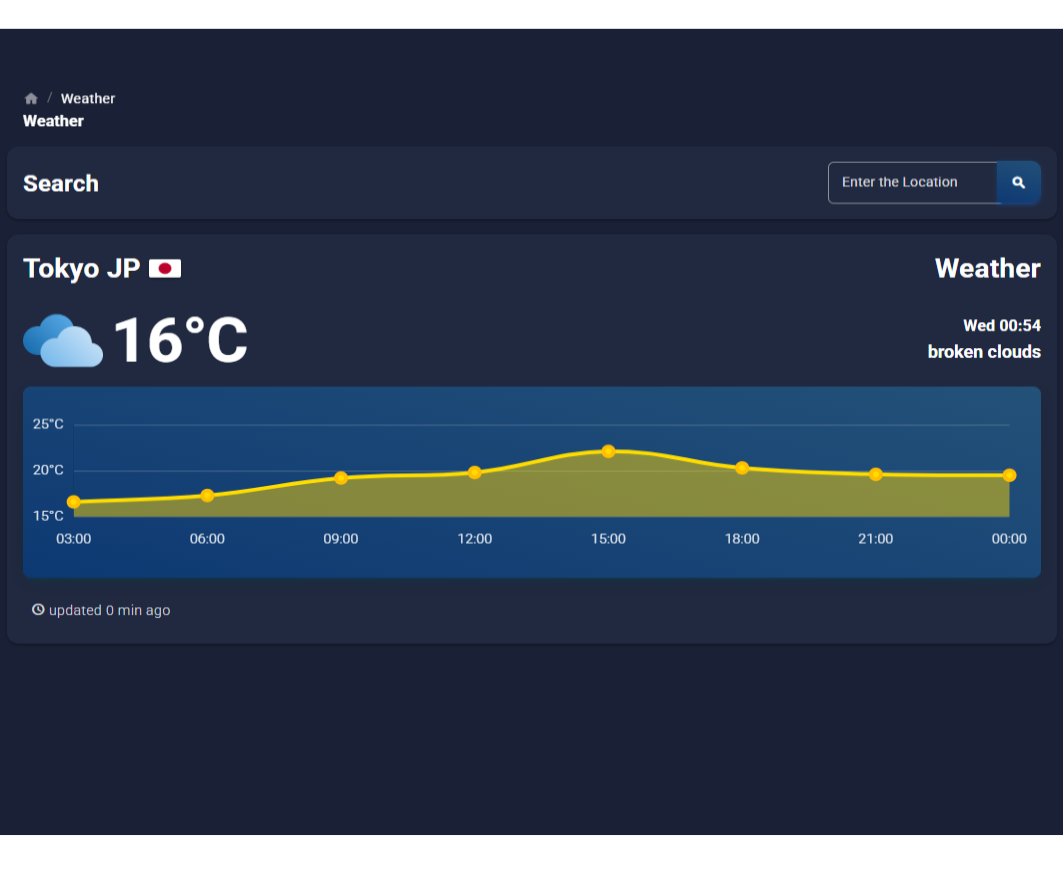 / Weather
Weather
Search
Enter the Location
Tokyo JP
Weather
16°C
Wed 00:54
broken clouds
25°C
20°C
15°C
03:00 06:00 09:00 12:00 15:00 18:00 21:00 00:00
updated 0 min ago